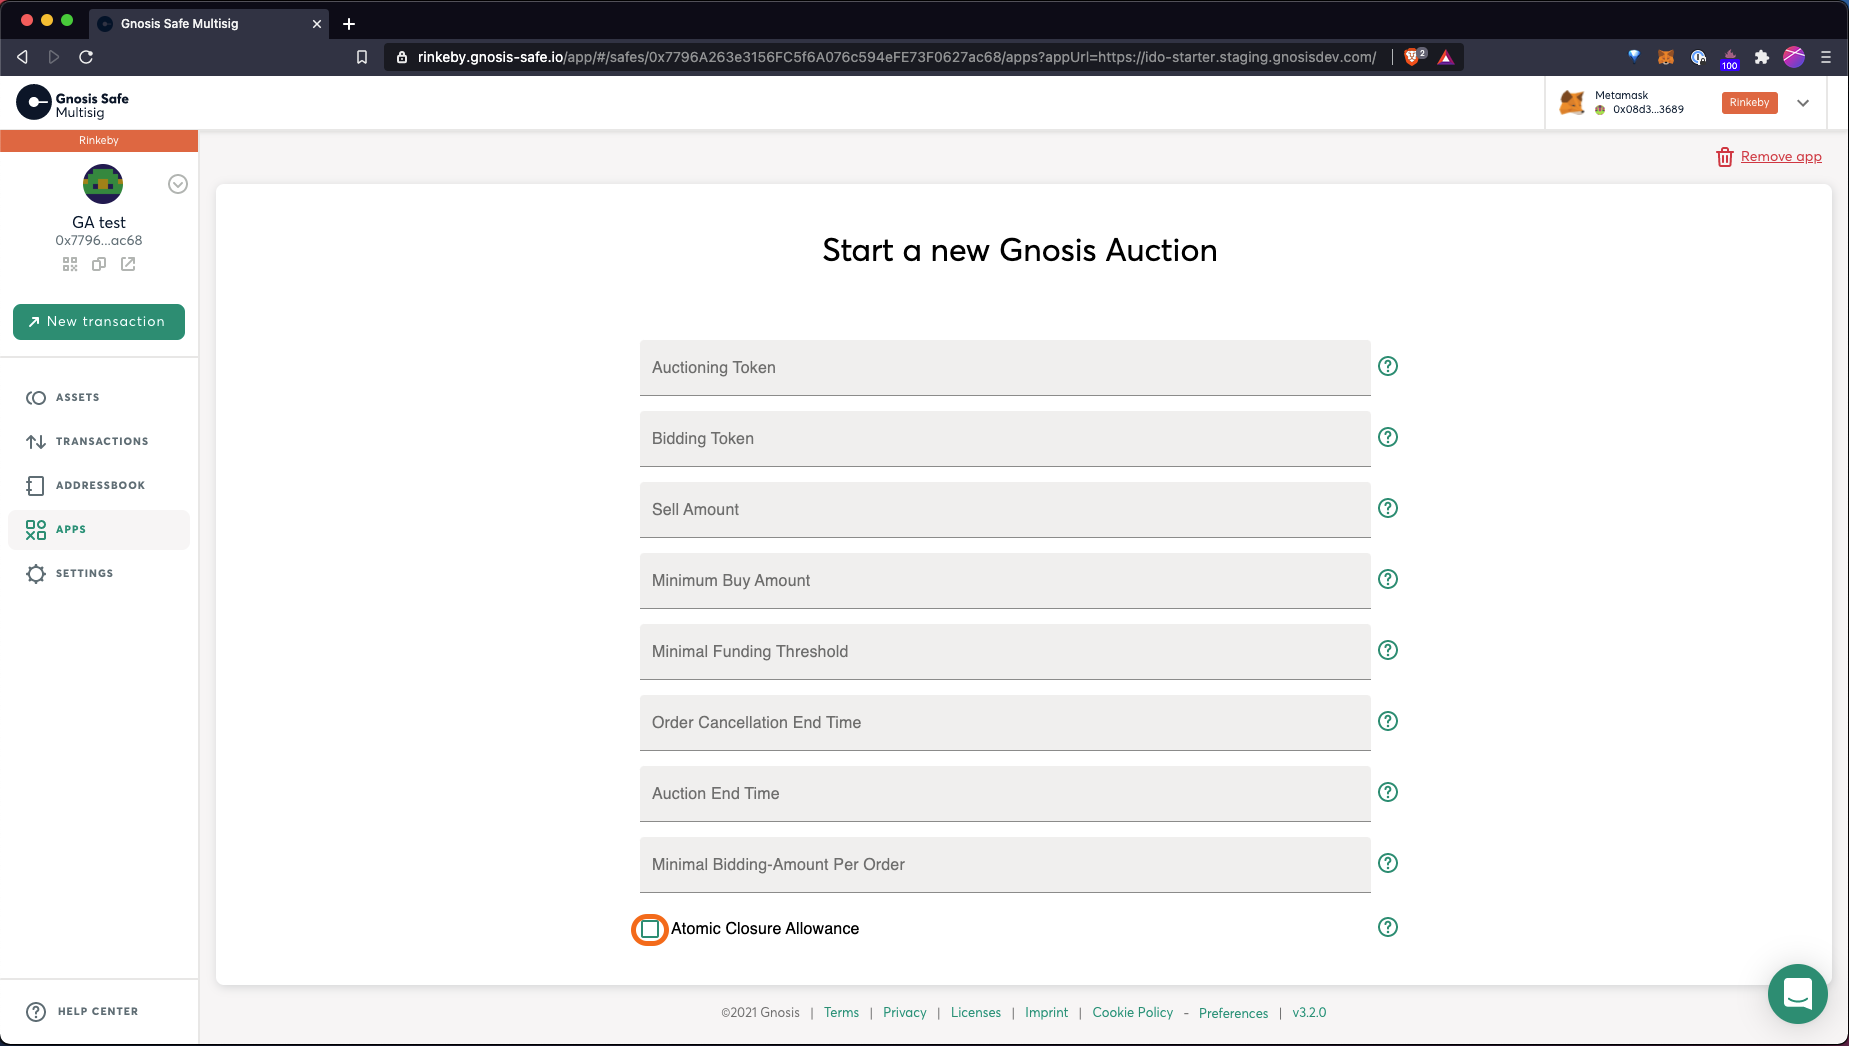 Gnosis Safe Multisig
rinkeby.gnosis-safe.io/app/#/safes/0x7796A263e3156FC5f6A076c594eFE73F0627ac68/apps?appUrl=https://ido-starter.staging.gnosisdev.com/
2
100
Gnosis Safe
Multisig
Metamask
0x08d3...3689
Rinkeby
Rinkeby
Remove app
GA test
0x7796...ac68
New transaction
ASSETS
TRANSACTIONS
ADDRESSBOOK
APPS
SETTINGS
HELP CENTER
Start a new Gnosis Auction
Auctioning Token
Bidding Token
Sell Amount
Minimum Buy Amount
Minimal Funding Threshold
Order Cancellation End Time
Auction End Time
Minimal Bidding-Amount Per Order
Atomic Closure Allowance
©2021 Gnosis | Terms | Privacy | Licenses | Imprint | Cookie Policy - Preferences | v3.2.0